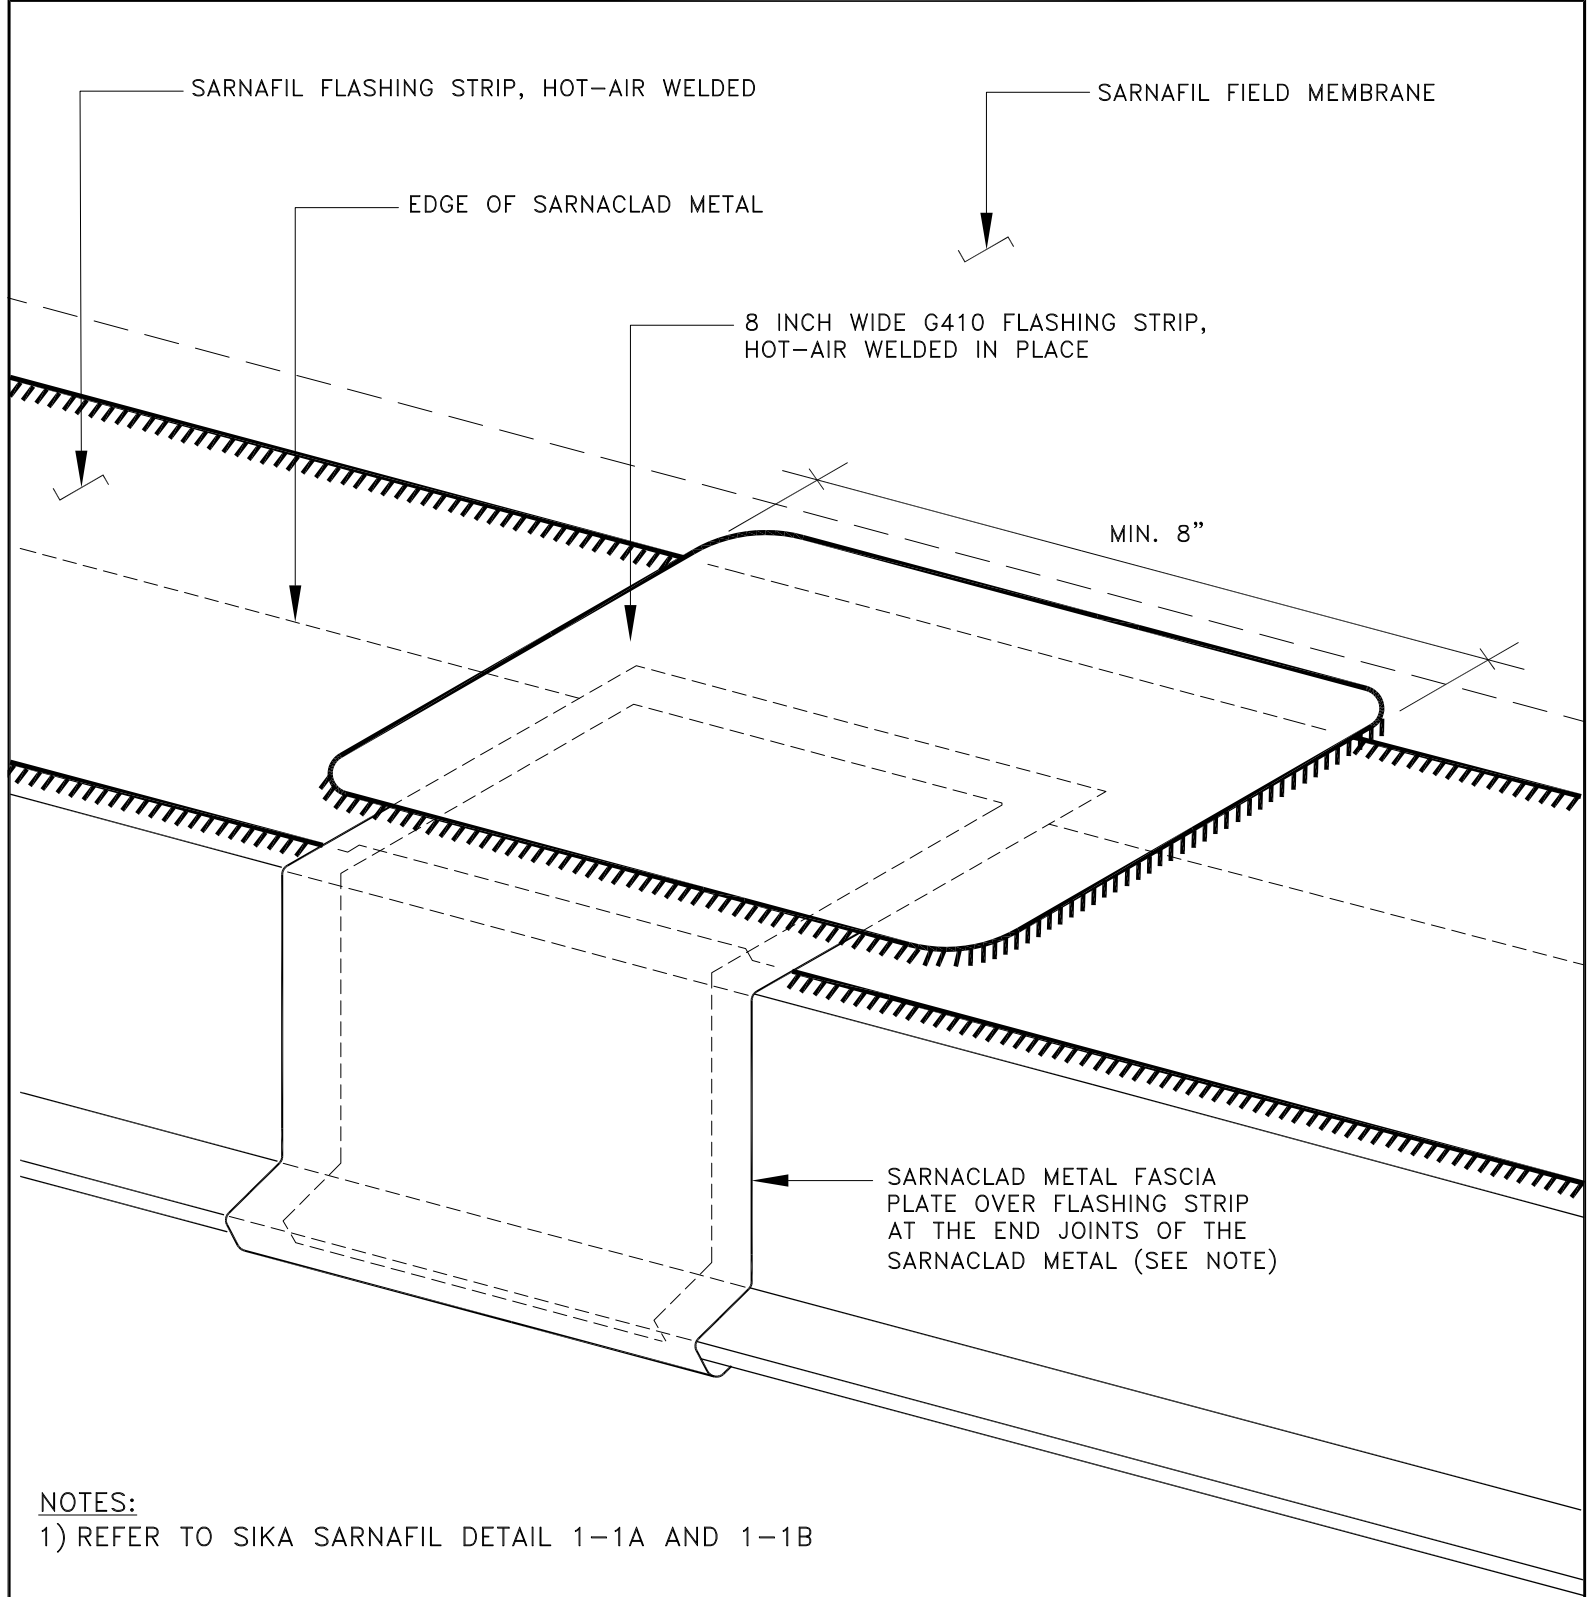 SARNAFIL FLASHING STRIP, HOT-AIR WELDED
SARNAFIL FIELD MEMBRANE
EDGE OF SARNACLAD METAL
8 INCH WIDE G410 FLASHING STRIP,
HOT-AIR WELDED IN PLACE
MIN. 8"
SARNACLAD METAL FASCIA
PLATE OVER FLASHING STRIP
AT THE END JOINTS OF THE
SARNACLAD METAL (SEE NOTE)
NOTES:
1) REFER TO SIKA SARNAFIL DETAIL 1-1A AND 1-1B